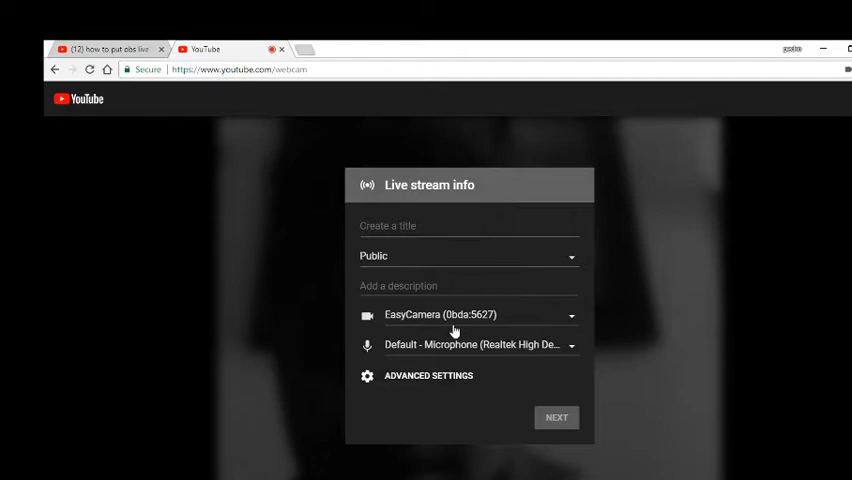 (12) how to put obs live
YouTube
pedro
Secure
https://www.youtube.com/webcam
YouTube
Live stream info
Create a title
Public
Add a description
EasyCamera (0bda:5627)
Default - Microphone (Realtek High De...
ADVANCED SETTINGS
NEXT